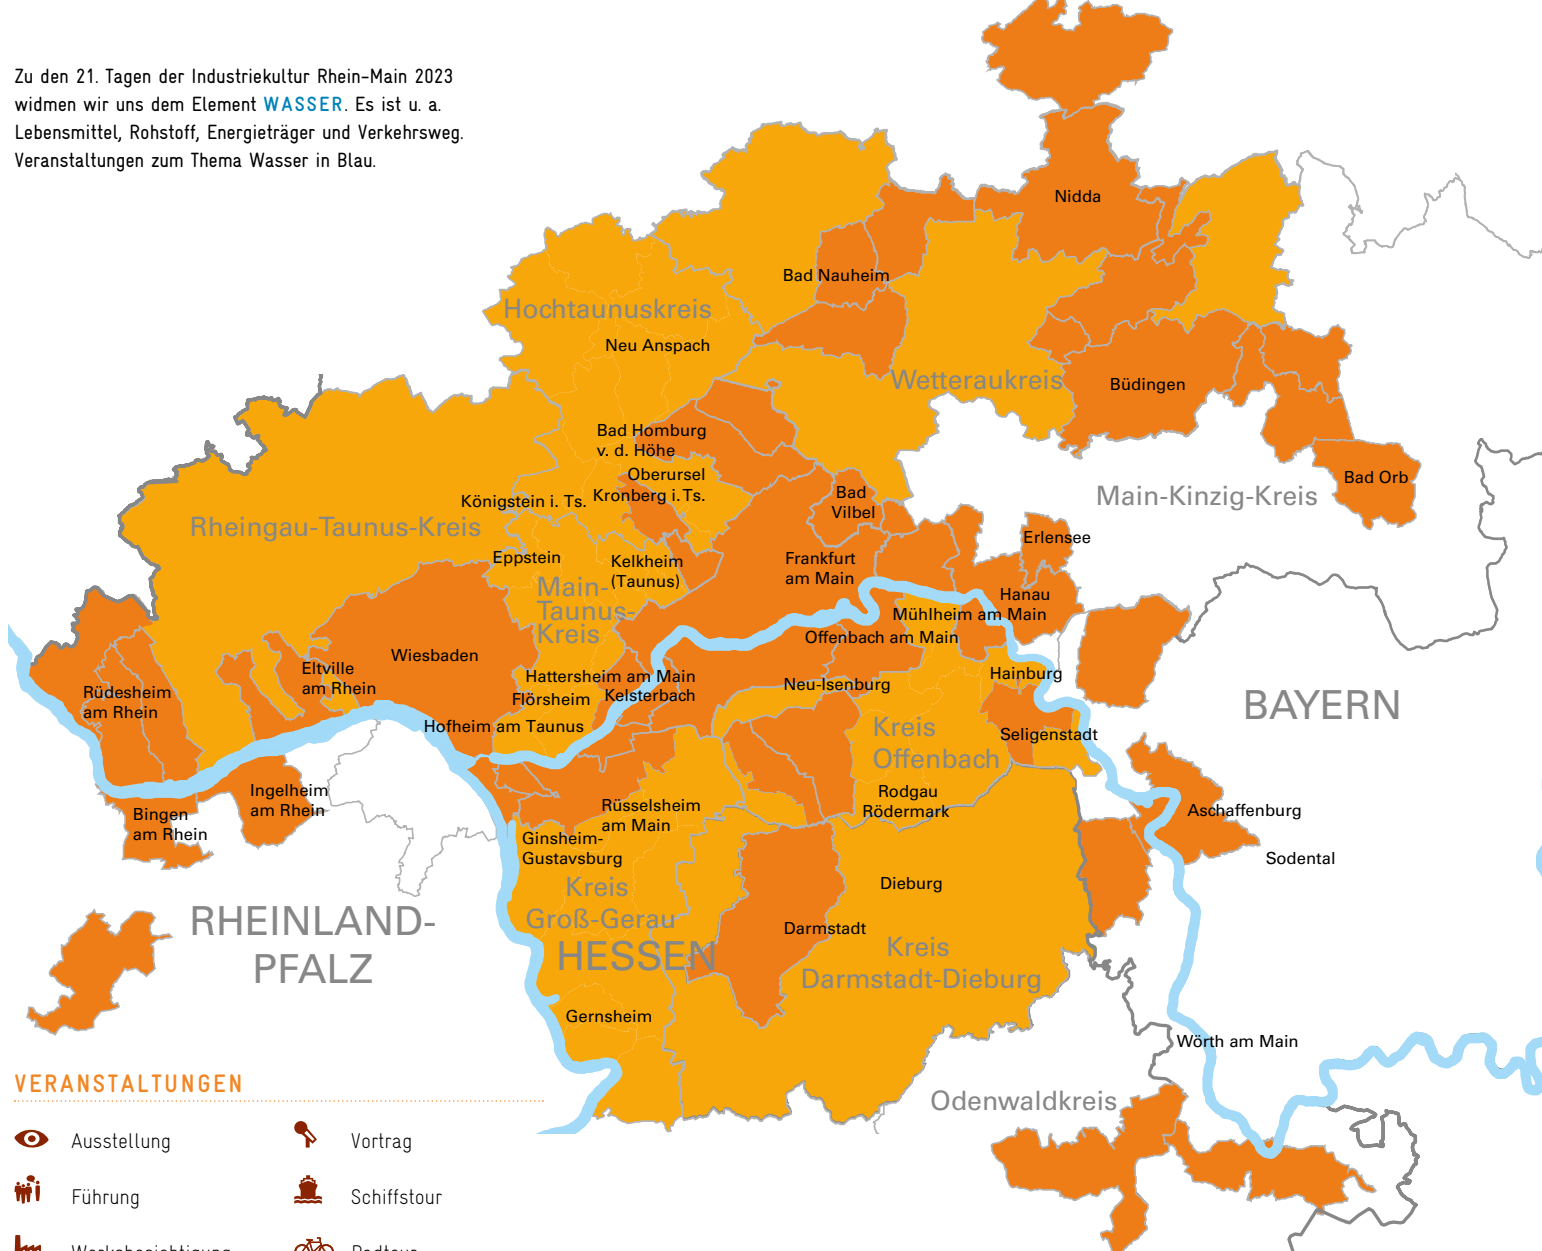 Zu den 21. Tagen der Industriekultur Rhein-Main 2023
widmen wir uns dem Element WASSER. Es ist u. a.
Lebensmittel, Rohstoff, Energieträger und Verkehrsweg.
Veranstaltungen zum Thema Wasser in Blau.
Nidda
Bad Nauheim
Hochtaunuskreis
Neu Anspach
Wetteraukreis
Büdingen
Bad Homburg
v. d. Höhe
Oberursel
Kronberg i. Ts.
Königstein i. Ts.
Bad
Vilbel
Bad Orb
Main-Kinzig-Kreis
Rheingau-Taunus-Kreis
Erlensee
Eppstein
Kelkheim
(Taunus)
Frankfurt
am Main
Main-
Taunus-
Kreis
Hanau
Mühlheim am Main
Offenbach am Main
Wiesbaden
Eltville
am Rhein
Hattersheim am Main
Flörsheim
Kelsterbach
Neu-Isenburg
Hainburg
Rüdesheim
am Rhein
Hofheim am Taunus
Kreis
Offenbach
Seligenstadt
BAYERN
Ingelheim
am Rhein
Rodgau
Rödermark
Rüsselsheim
am Main
Bingen
am Rhein
Aschaffenburg
Ginsheim-
Gustavsburg
Sodental
Kreis
Groß-Gerau
Dieburg
RHEINLAND-
PFALZ
HESSEN
Darmstadt
Kreis
Darmstadt-Dieburg
Gernsheim
Wörth am Main
Odenwaldkreis
VERANSTALTUNGEN
Ausstellung
Vortrag
Führung
Schiffstour
Werksbesichtigung
Radtour